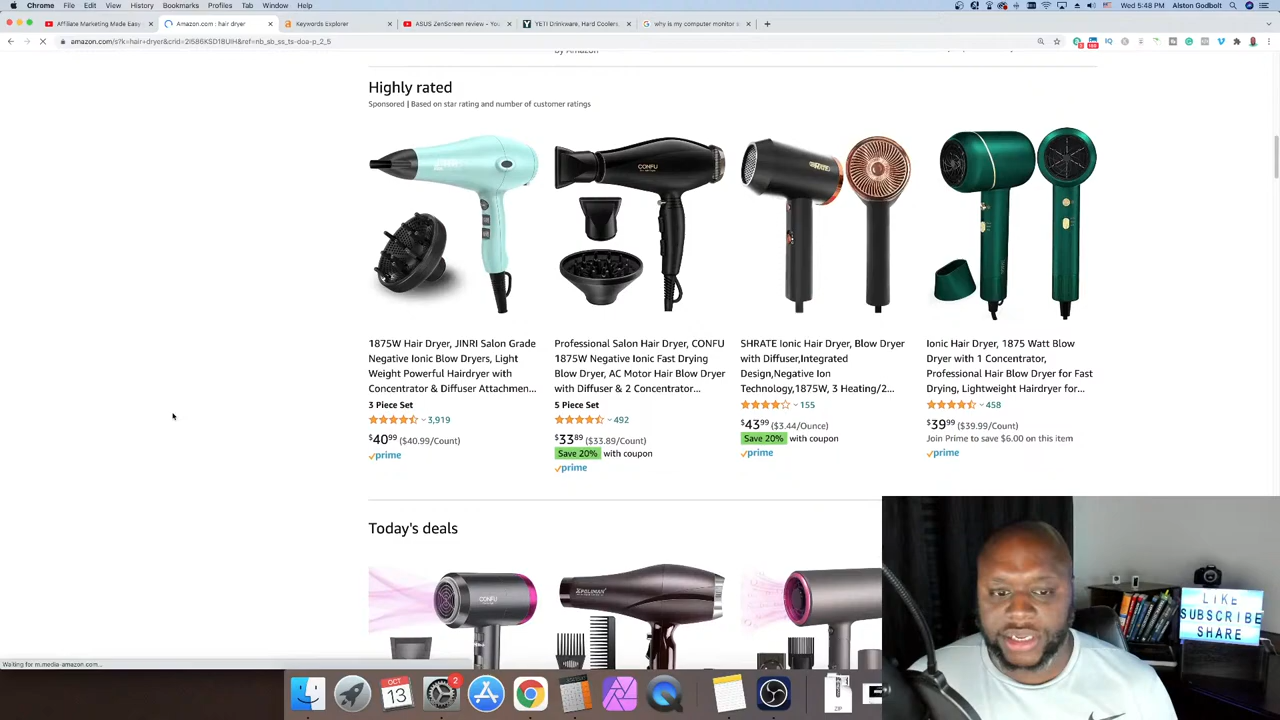 Chrome File Edit View History Bookmarks Profiles Tab Window Help
Wed 5:48 PM Alston Godbolt
Affiliate Marketing Made Easy
Amazon.com : hair dryer
Keywords Explorer
ASUS ZenScreen review - You
YETI Drinkware, Hard Coolers,
why is my computer monitor s
amazon.com/s?k=hair+dryer&crid=2I586KSD18UIH&ref=nb_sb_ss_ts-doa-p_2_5
by Amazon
Highly rated
Sponsored | Based on star rating and number of customer ratings
CONFU
1875W Hair Dryer, JINRI Salon Grade
Negative Ionic Blow Dryers, Light
Weight Powerful Hairdryer with
Concentrator & Diffuser Attachmen...
3 Piece Set
3,919
$40.99 ($40.99/Count)
prime
Professional Salon Hair Dryer, CONFU
1875W Negative Ionic Fast Drying
Blow Dryer, AC Motor Hair Blow Dryer
with Diffuser & 2 Concentrator...
5 Piece Set
492
$33.89 ($33.89/Count)
Save 20% with coupon
prime
SHRATE Ionic Hair Dryer, Blow Dryer
with Diffuser,Integrated
Design,Negative Ion
Technology,1875W, 3 Heating/2...
155
$43.99 ($3.44/Ounce)
Save 20% with coupon
prime
Ionic Hair Dryer, 1875 Watt Blow
Dryer with 1 Concentrator,
Professional Hair Blow Dryer for Fast
Drying, Lightweight Hairdryer for...
458
$39.99 ($39.99/Count)
Join Prime to save $6.00 on this item
prime
Today's deals
CONFU
XPOLIMAN
LIKE
SUBSCRIBE
SHARE
Waiting for m.media-amazon.com...
OCT
13
2
ZIP